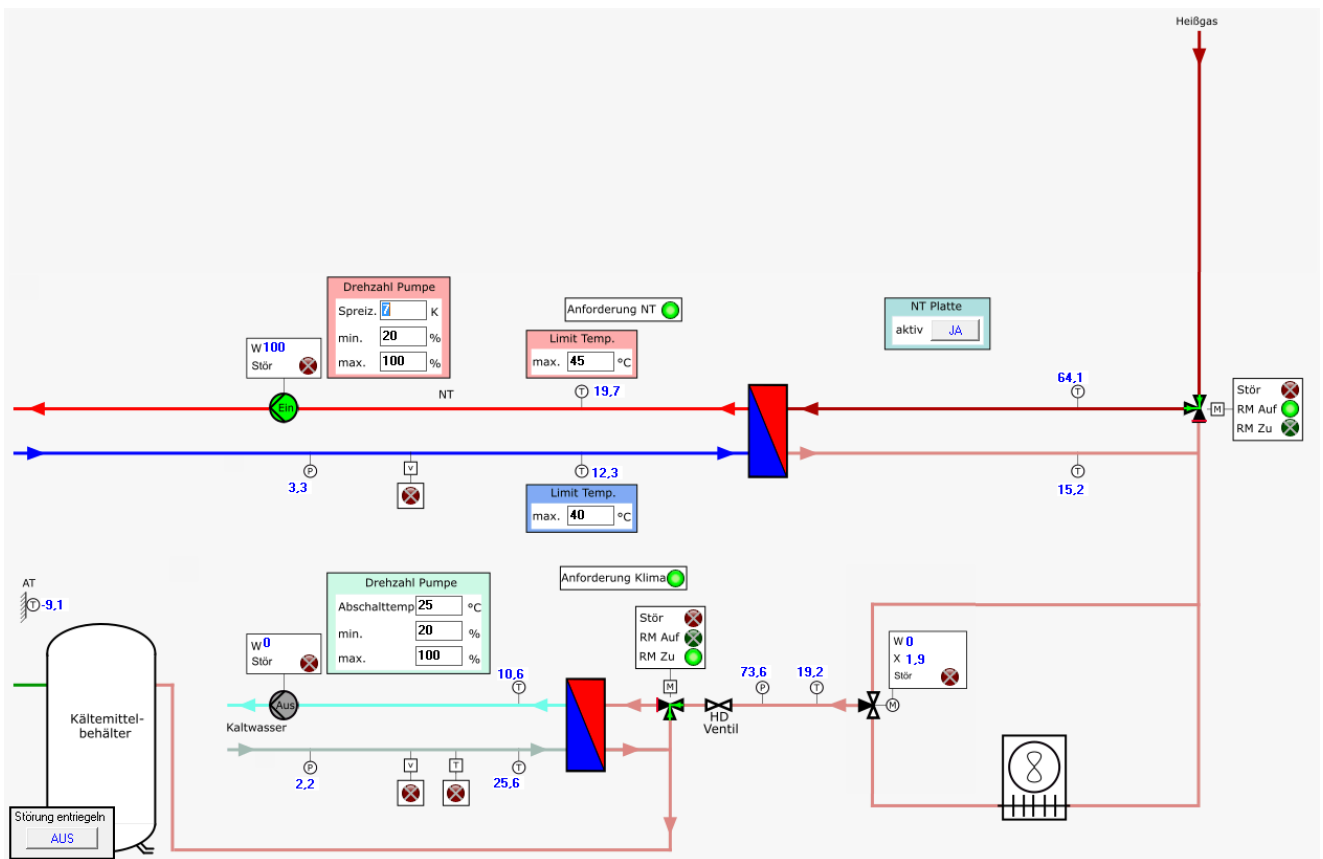 Heißgas
Drehzahl Pumpe
Spreiz. 7 K
min. 20 %
max. 100 %
W 100
Stör
Ein
NT
Anforderung NT
Limit Temp.
max. 45 °C
T 19,7
NT Platte
aktiv JA
64,1
T
M
Stör
RM Auf
RM Zu
P
3,3
v
T 12,3
Limit Temp.
max. 40 °C
T
15,2
AT
T -9,1
Drehzahl Pumpe
Abschalttemp 25 °C
min. 20 %
max. 100 %
W 0
Stör
Aus
Kaltwasser
Anforderung Klima
Stör
RM Auf
RM Zu
M
10,6
T
73,6
P
19,2
T
HD
Ventil
W 0
X 1,9
Stör
M
P
2,2
v
T
T
25,6
Kältemittel-
behälter
Störung entriegeln
AUS